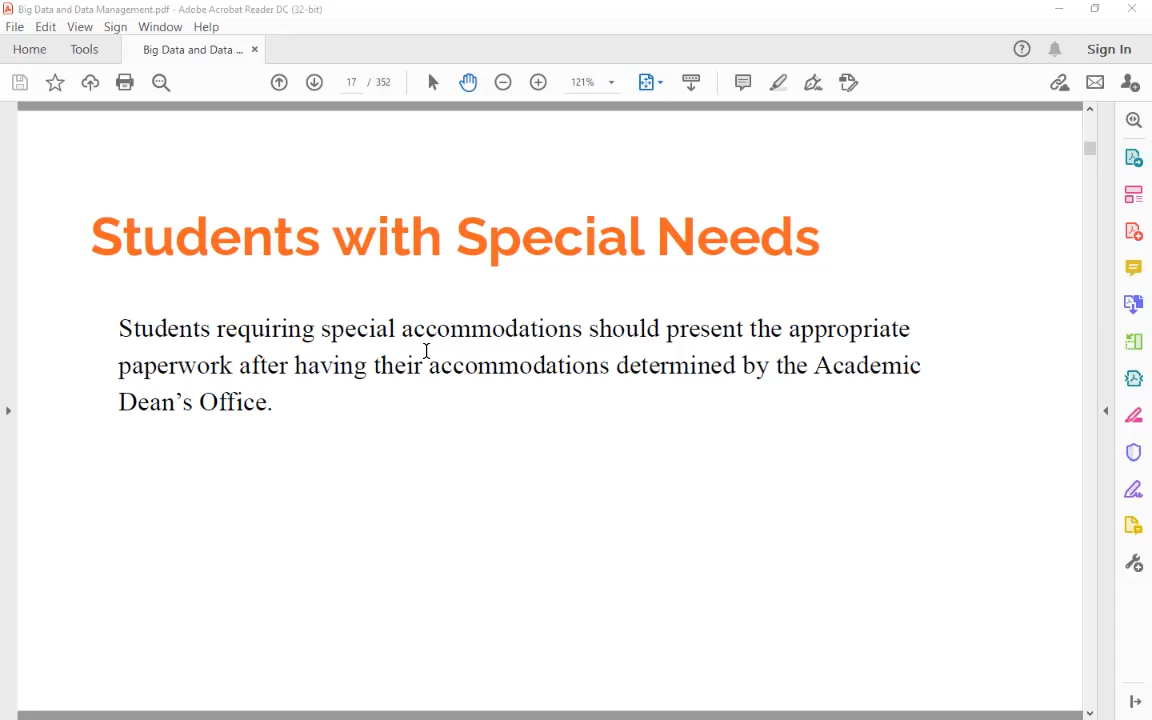 Big Data and Data Management.pdf - Adobe Acrobat Reader DC (32-bit)
File Edit View Sign Window Help
Home Tools Big Data and Data ... × Sign In
17 / 352 121%
Students with Special Needs
Students requiring special accommodations should present the appropriate
paperwork after having their accommodations determined by the Academic
Dean’s Office.